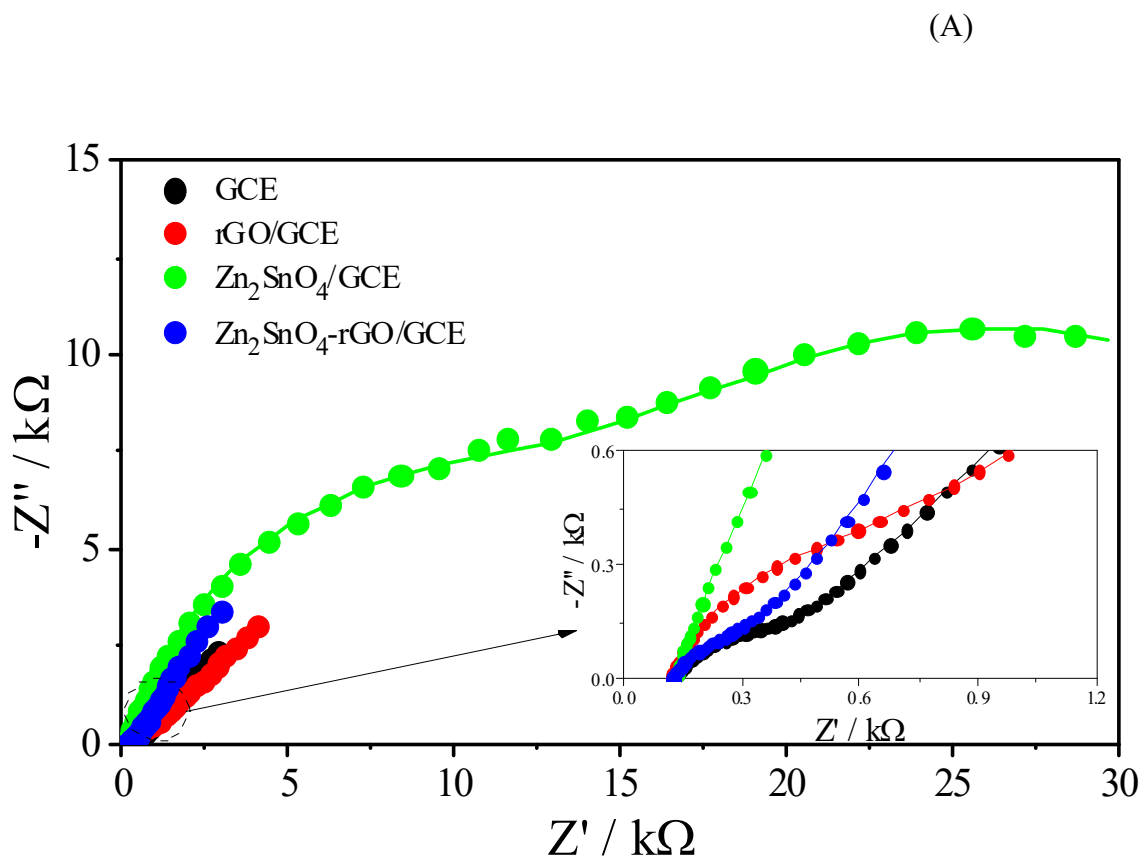 (A)
15
10
5
0
-Z'' / kΩ
GCE
rGO/GCE
Zn₂SnO₄/GCE
Zn₂SnO₄-rGO/GCE
0.6
0.3
0.0
-Z'' / kΩ
0.0 0.3 0.6 0.9 1.2
Z' / kΩ
0 5 10 15 20 25 30
Z' / kΩ